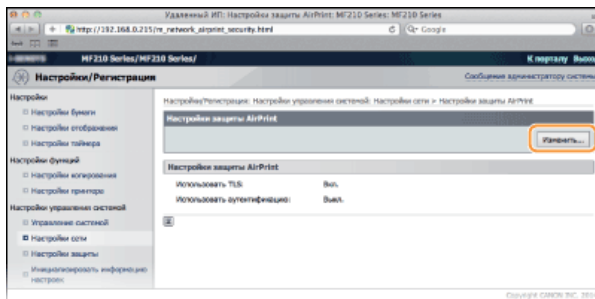 Удаленный ИП: Настройки защиты AirPrint: MF210 Series: MF210 Series
http://192.168.0.215/m_network_airprint_security.html
Google
MF210 Series/MF210 Series/
К порталу
Настройки/Регистрация
Сообщение администратору системы
Настройки
Настройки бумаги
Настройки отображения
Настройки таймера
Настройки функций
Настройки копирования
Настройки принтера
Настройки управления системой
Управление системой
Настройки сети
Настройки защиты
Инициализировать информацию
настроек
Настройки/Регистрация: Настройки управления системой: Настройки сети > Настройки защиты AirPrint
Настройки защиты AirPrint
Изменить...
Настройки защиты AirPrint
Использовать TLS: Вкл.
Использовать аутентификацию: Выкл.
Copyright CANON INC.